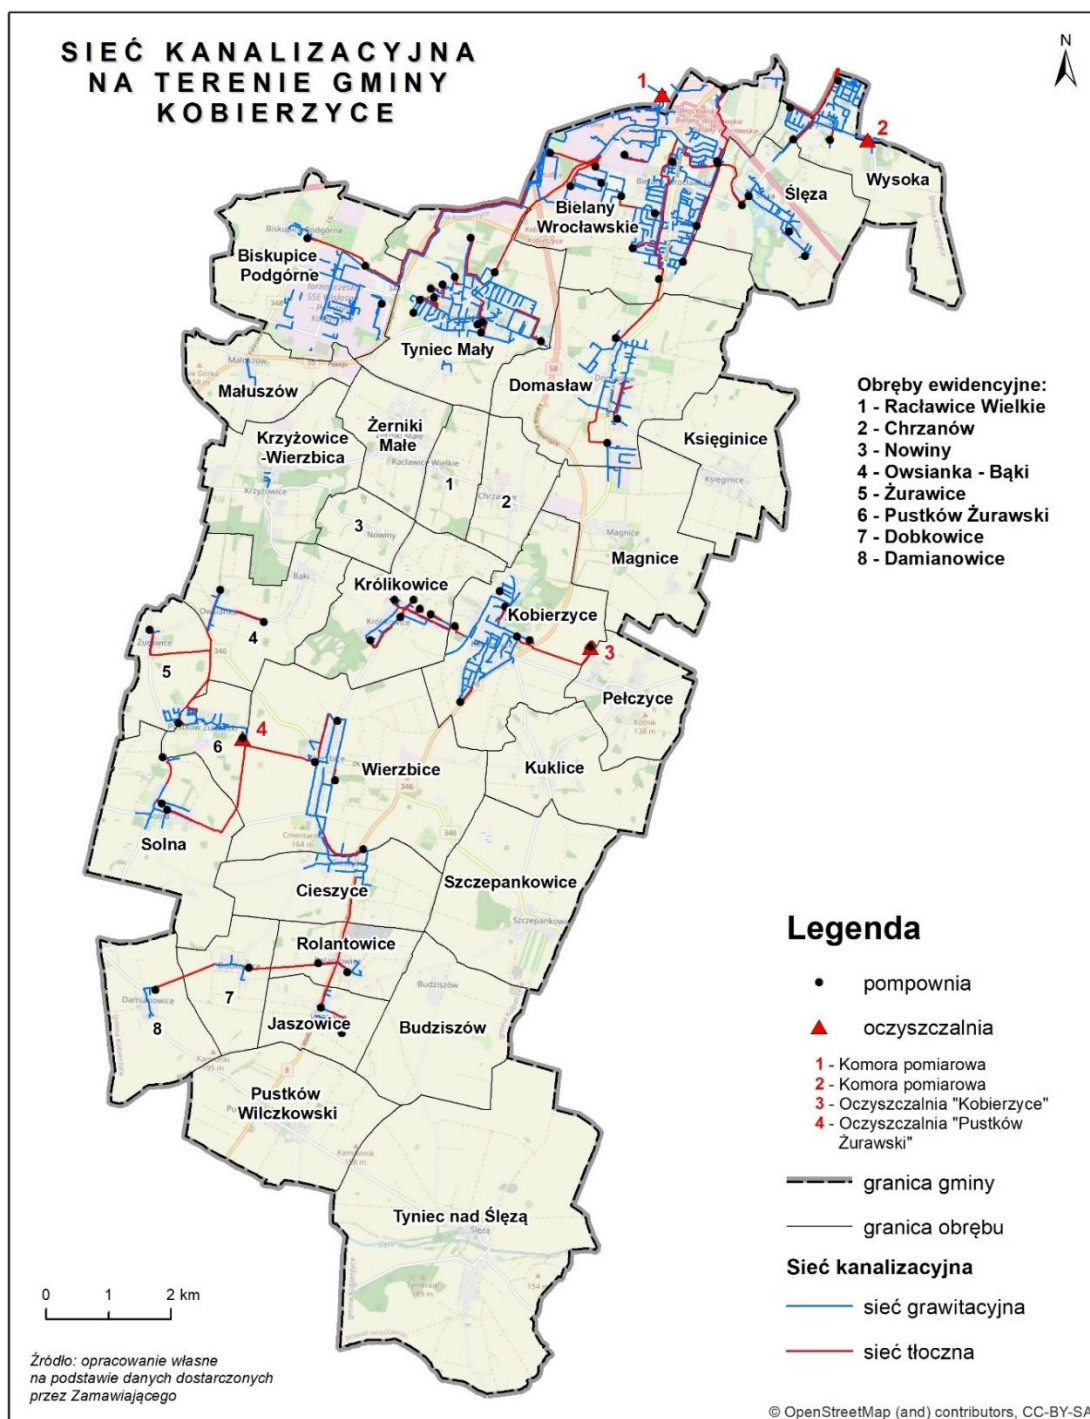 SIEĆ KANALIZACYJNA
NA TERENIE GMINY
KOBIERZYCE
N
1
2
Wysoka
Ślęza
Bielany
Wrocławskie
Biskupice
Podgórne
Tyniec Mały
Małuszów
Domasław
Żerniki
Małe
Krzyżowice
-Wierzbica
Księginice
1
2
3
Magnice
Królikowice
Kobierzyce
4
3
5
Pełczyce
4
6
Wierzbice
Kuklice
Solna
Cieszyce
Szczepankowice
Rolantowice
7
8
Jaszowice
Budziszów
Pustków
Wilczkowski
Tyniec nad Ślęzą
Obręby ewidencyjne:
1 - Racławice Wielkie
2 - Chrzanów
3 - Nowiny
4 - Owsianka - Bąki
5 - Żurawice
6 - Pustków Żurawski
7 - Dobkowice
8 - Damianowice
Legenda
pompownia
oczyszczalnia
1 - Komora pomiarowa
2 - Komora pomiarowa
3 - Oczyszczalnia "Kobierzyce"
4 - Oczyszczalnia "Pustków
Żurawski"
granica gminy
granica obrębu
Sieć kanalizacyjna
sieć grawitacyjna
sieć tłoczna
0 1 2 km
Źródło: opracowanie własne
na podstawie danych dostarczonych
przez Zamawiającego
© OpenStreetMap (and) contributors, CC-BY-SA